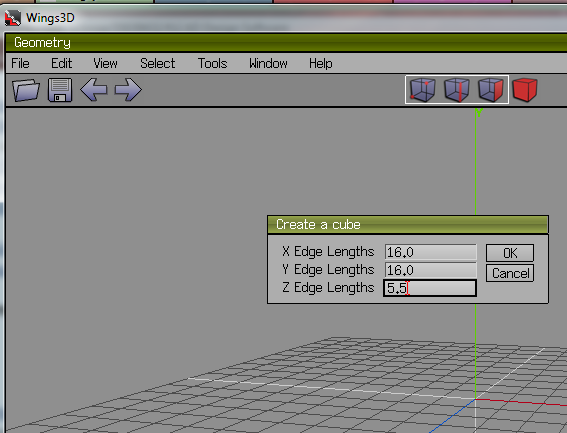 Wings3D
Geometry
File Edit View Select Tools Window Help
Y
Create a cube
X Edge Lengths 16.0 OK
Y Edge Lengths 16.0 Cancel
Z Edge Lengths 5.5